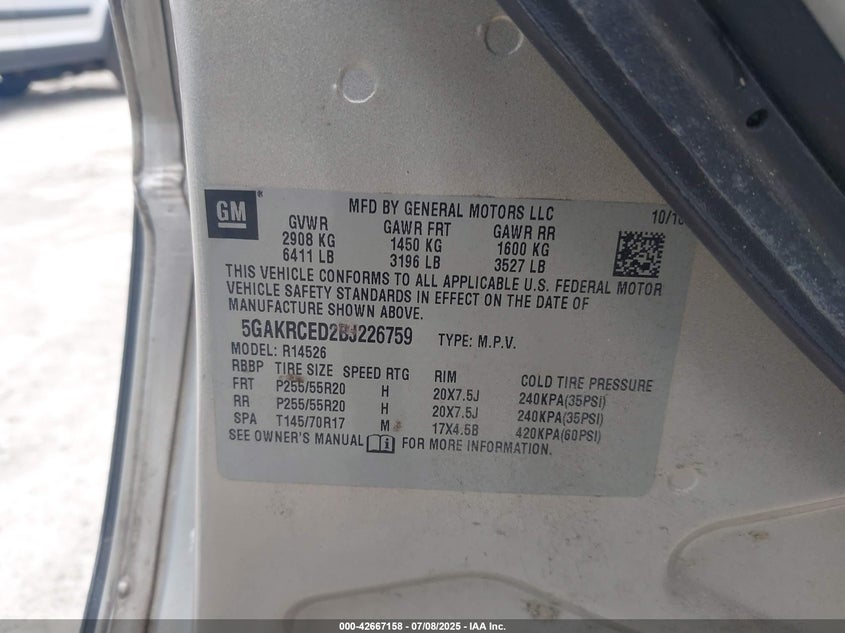 GM ®
MFD BY GENERAL MOTORS LLC
10/10
GVWR GAWR FRT GAWR RR
2908 KG 1450 KG 1600 KG
6411 LB 3196 LB 3527 LB
THIS VEHICLE CONFORMS TO ALL APPLICABLE U.S. FEDERAL MOTOR
VEHICLE SAFETY STANDARDS IN EFFECT ON THE DATE OF
MANUFACTURE SHOWN ABOVE.
5GAKRCED2BJ226759 TYPE: M.P.V.
MODEL: R14526
RBBP TIRE SIZE SPEED RTG RIM COLD TIRE PRESSURE
FRT P255/55R20 H 20X7.5J 240KPA(35PSI)
RR P255/55R20 H 20X7.5J 240KPA(35PSI)
SPA T145/70R17 M 17X4.5B 420KPA(60PSI)
SEE OWNER'S MANUAL FOR MORE INFORMATION.
000-42667158 - 07/08/2025 - IAA Inc.